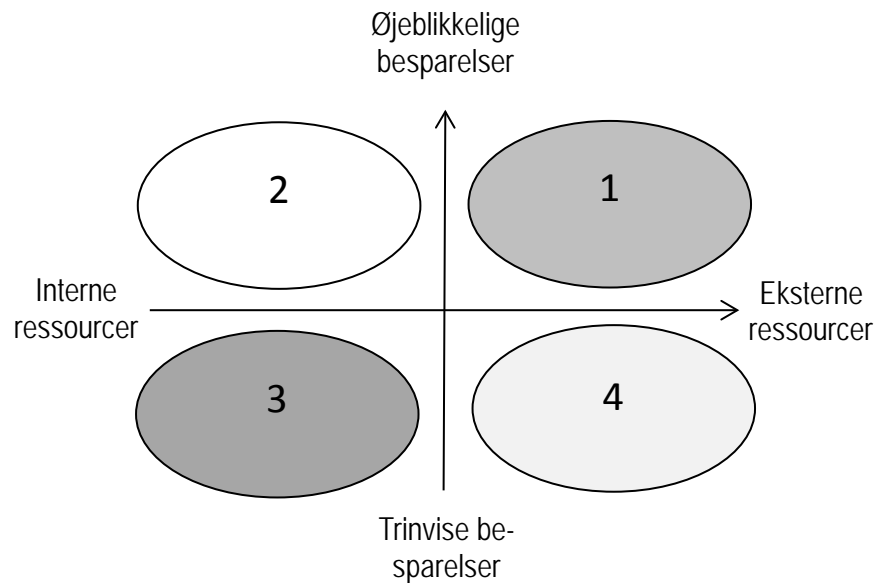 Øjeblikkelige
besparelser
2
1
Interne
ressourcer
Eksterne
ressourcer
3
4
Trinvise be-
sparelser